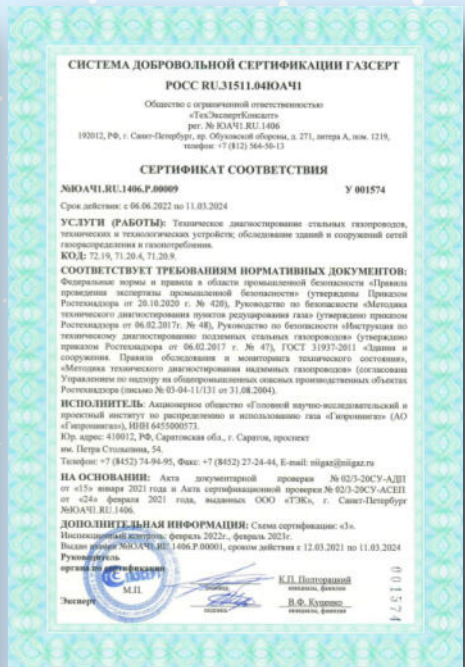 СИСТЕМА ДОБРОВОЛЬНОЙ СЕРТИФИКАЦИИ ГАЗСЕРТ
РОСС RU.31511.04ЮАЧ1
Общество с ограниченной ответственностью
«ТехЭкспертКонсалт»
рег. № ЮАЧ1.RU.1406
192012, РФ, г. Санкт-Петербург, пр. Обуховской обороны, д. 271, литера А, пом. 1219,
телефон: +7 (812) 564-50-13
СЕРТИФИКАТ СООТВЕТСТВИЯ
№ЮАЧ1.RU.1406.Р.00009 У 001574
Срок действия: с 06.06.2022 по 11.03.2024
УСЛУГИ (РАБОТЫ): Техническое диагностирование стальных газопроводов,
технических и технологических устройств; обследование зданий и сооружений сетей
газораспределения и газопотребления.
КОД: 72.19, 71.20.4, 71.20.9.
СООТВЕТСТВУЕТ ТРЕБОВАНИЯМ НОРМАТИВНЫХ ДОКУМЕНТОВ:
Федеральные нормы и правила в области промышленной безопасности «Правила
проведения экспертизы промышленной безопасности» (утверждены Приказом
Ростехнадзора от 20.10.2020 г. № 420), Руководство по безопасности «Методика
технического диагностирования пунктов редуцирования газа» (утверждено приказом
Ростехнадзора от 06.02.2017г. № 48), Руководство по безопасности «Инструкция по
техническому диагностированию подземных стальных газопроводов» (утверждено
приказом Ростехнадзора от 06.02.2017 г. № 47), ГОСТ 31937-2011 «Здания и
сооружения. Правила обследования и мониторинга технического состояния»,
«Методика технического диагностирования надземных газопроводов» (согласована
Управлением по надзору на общепромышленных опасных производственных объектах
Ростехнадзора (письмо № 03-04-11/131 от 31.08.2004).
ИСПОЛНИТЕЛЬ: Акционерное общество «Головной научно-исследовательский и
проектный институт по распределению и использованию газа «Гипрониигаз» (АО
«Гипрониигаз»), ИНН 6455000573.
Юр. адрес: 410012, РФ, Саратовская обл., г. Саратов, проспект
им. Петра Столыпина, 54.
Телефон: +7 (8452) 74-94-95, Факс: +7 (8452) 27-24-44, E-mail: niigaz@niigaz.ru
НА ОСНОВАНИИ: Акта документарной проверки № 02/3-20СУ-АДП
от «15» января 2021 года и Акта сертификационной проверки № 02/3-20СУ-АСЕП
от «24» февраля 2021 года, выданных ООО «ТЭК», г. Санкт-Петербург
№ЮАЧ1.RU.1406.
ДОПОЛНИТЕЛЬНАЯ ИНФОРМАЦИЯ: Схема сертификации: «3».
Инспекционный контроль: февраль 2022г., февраль 2023г.
Выдано взамен №ЮАЧ1.RU.1406.Р.00001, сроком действия с 12.03.2021 по 11.03.2024
Руководитель
органа по сертификации К.П. Полторацкий
М.П. подпись инициалы, фамилия
Эксперт В.Ф. Куценко
подпись инициалы, фамилия
001574